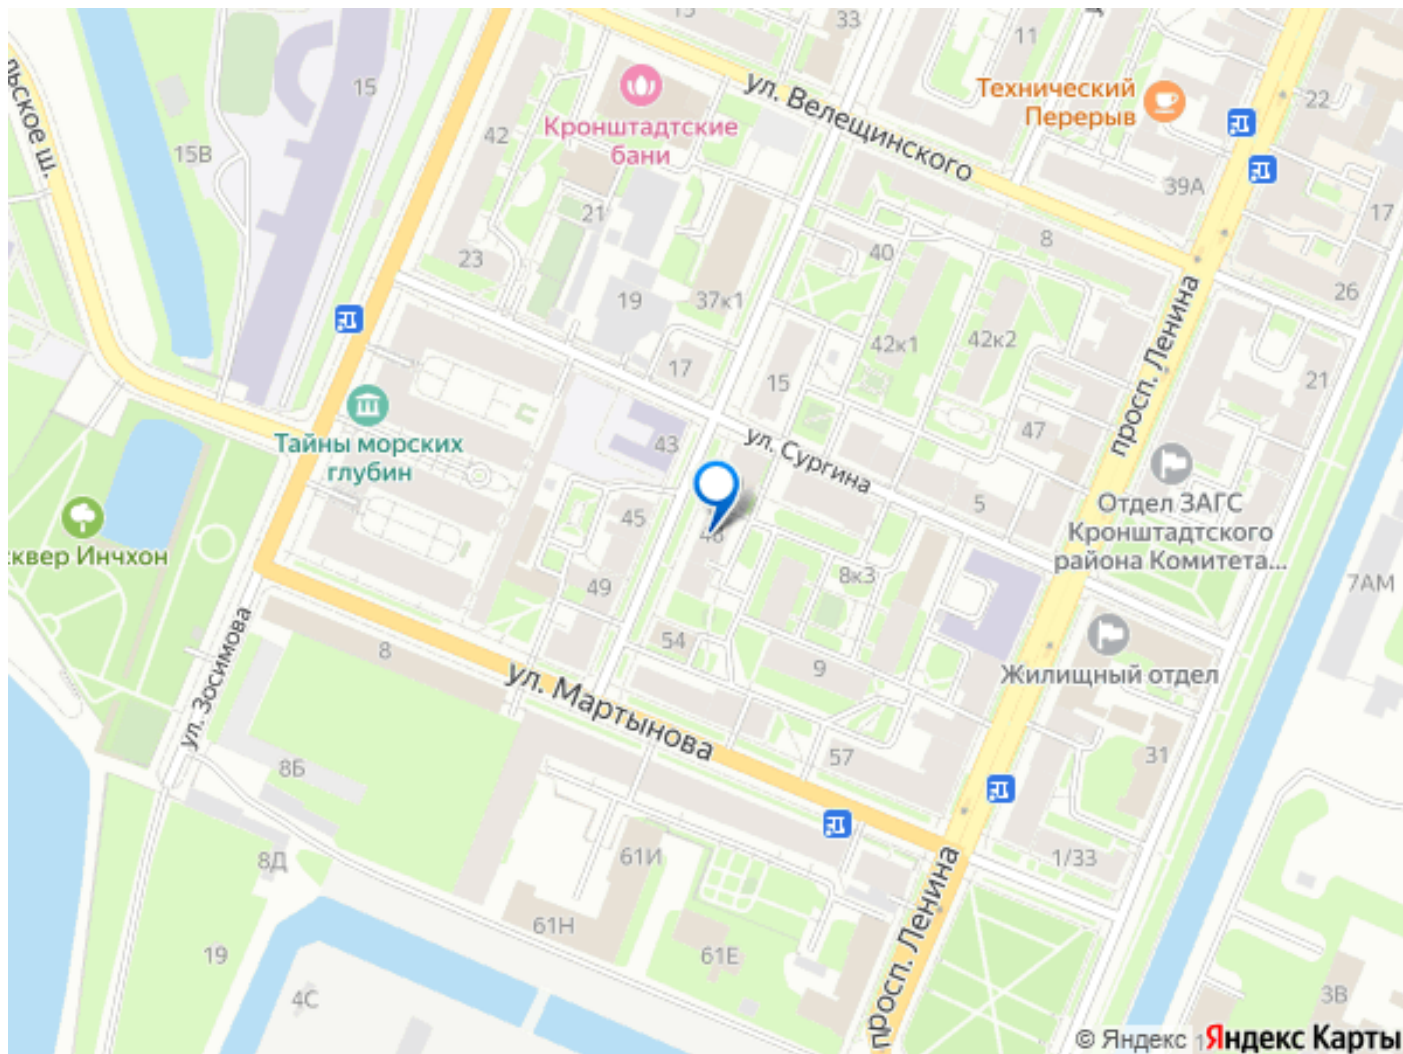 33
11
Технический
Перерыв
22
15
ул. Велещинского
42
Кронштадтские
бани
15В
39А
17
21
8
40
23
19
37к1
26
просп. Ленина
42к1
42к2
17
15
21
Тайны морских
глубин
43
ул. Сургина
47
5
Отдел ЗАГС
Кронштадтского
района Комитета...
45
сквер Инчхон
8к3
49
7АМ
ул. Зосимова
8
54
9
Жилищный отдел
ул. Мартынова
57
31
8Б
8Д
61И
1/33
просп. Ленина
61Н
61Е
19
4С
3В
© Яндекс
Яндекс Карты